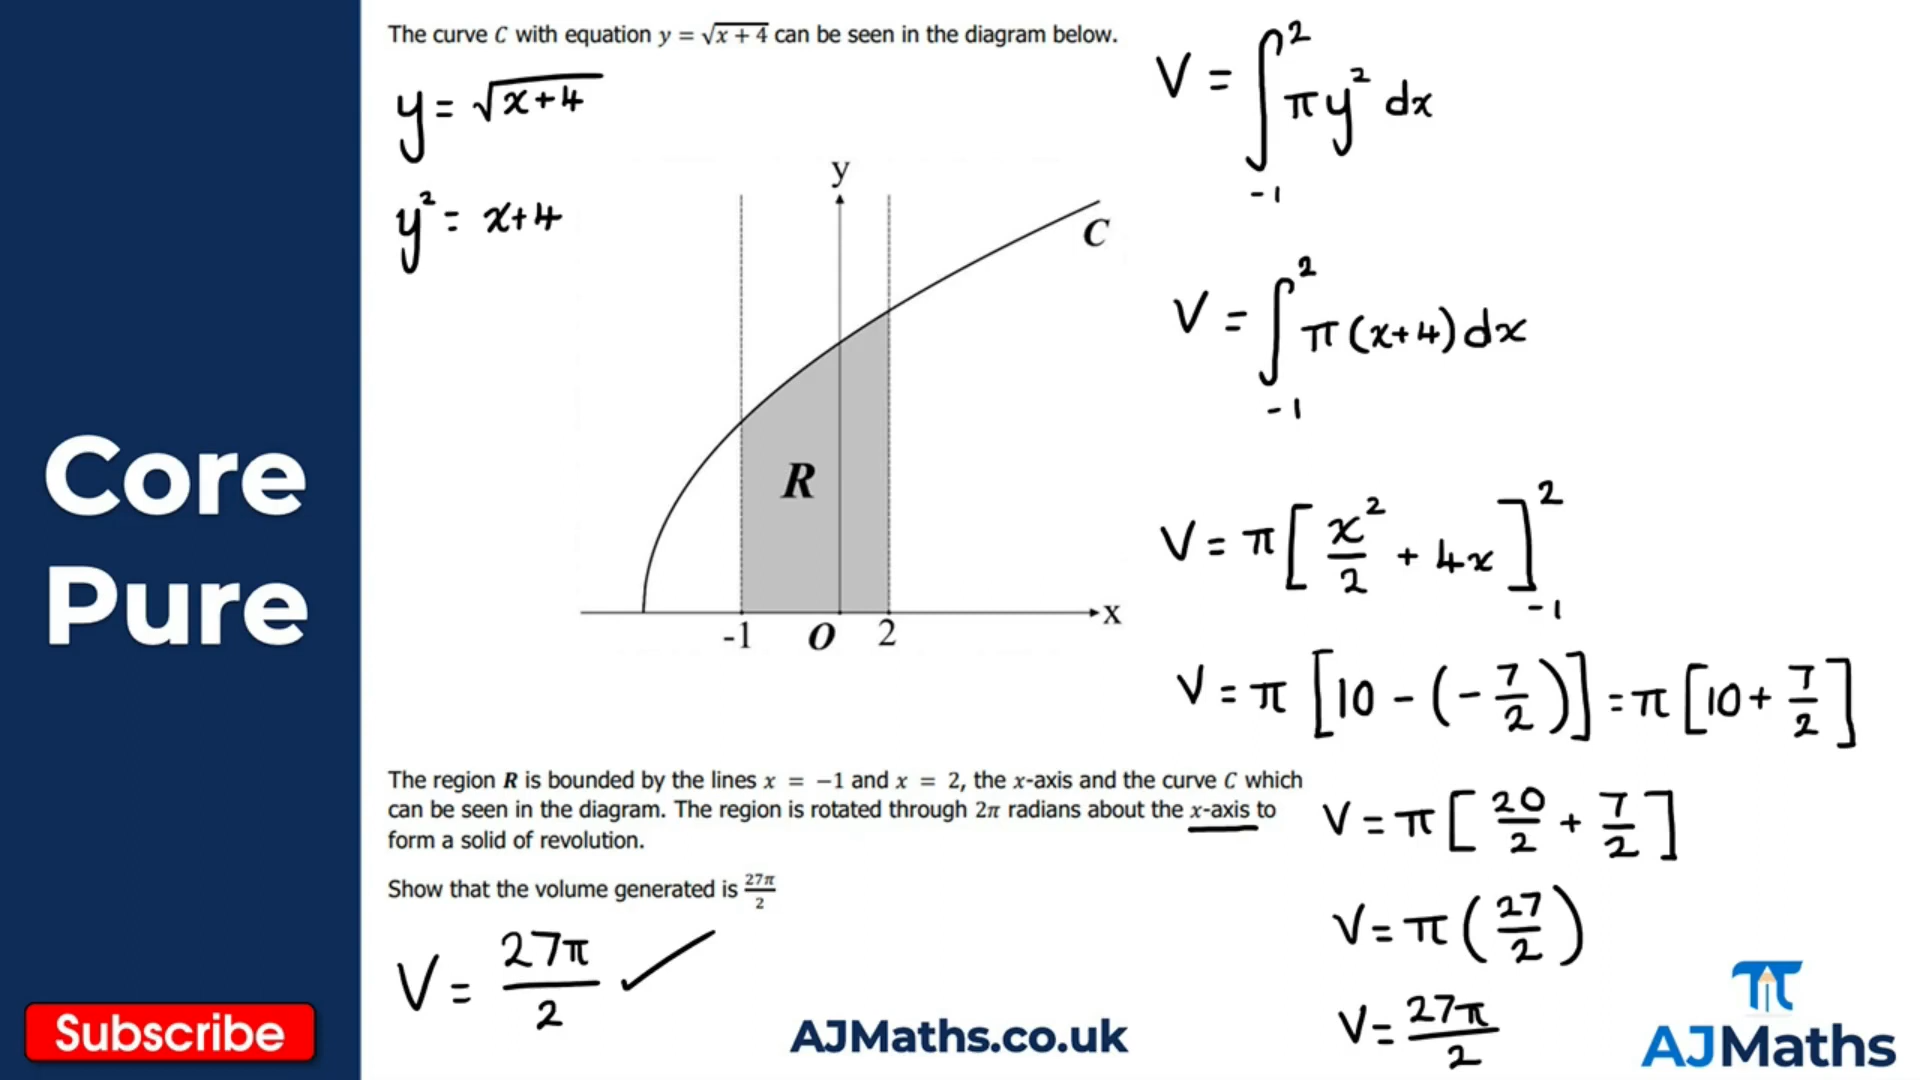 Core
Pure
Subscribe
The curve C with equation y = √(x + 4) can be seen in the diagram below.
y = √(x+4)
y² = x+4
y
C
R
-1 O 2 x
The region R is bounded by the lines x = −1 and x = 2, the x-axis and the curve C which
can be seen in the diagram. The region is rotated through 2π radians about the x-axis to
form a solid of revolution.
Show that the volume generated is 27π/2
V = 27π/2 ✓
V = ∫₋₁² πy² dx
V = ∫₋₁² π(x+4)dx
V = π[x²/2 + 4x]₋₁²
V = π[10 - (-7/2)] = π[10 + 7/2]
V = π[20/2 + 7/2]
V = π(27/2)
V = 27π/2
AJMaths.co.uk
AJMaths